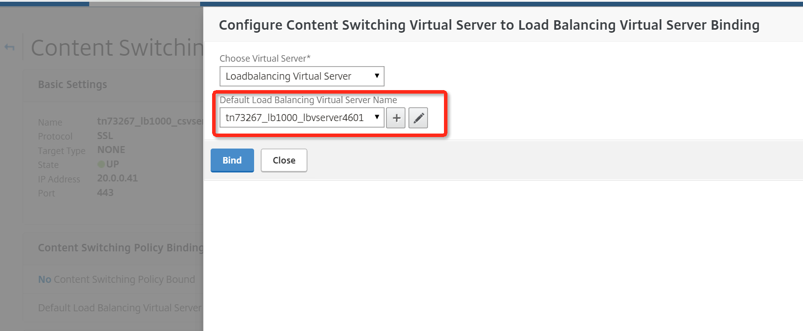 Configure Content Switching Virtual Server to Load Balancing Virtual Server Binding
Choose Virtual Server*
Loadbalancing Virtual Server
Default Load Balancing Virtual Server Name
tn73267_lb1000_lbvserver4601
Bind
Close
Content Switchin
Basic Settings
Name tn73267_lb1000_csvse
Protocol SSL
Target Type NONE
State UP
IP Address 20.0.0.41
Port 443
Content Switching Policy Binding
No Content Switching Policy Bound
Default Load Balancing Virtual Server